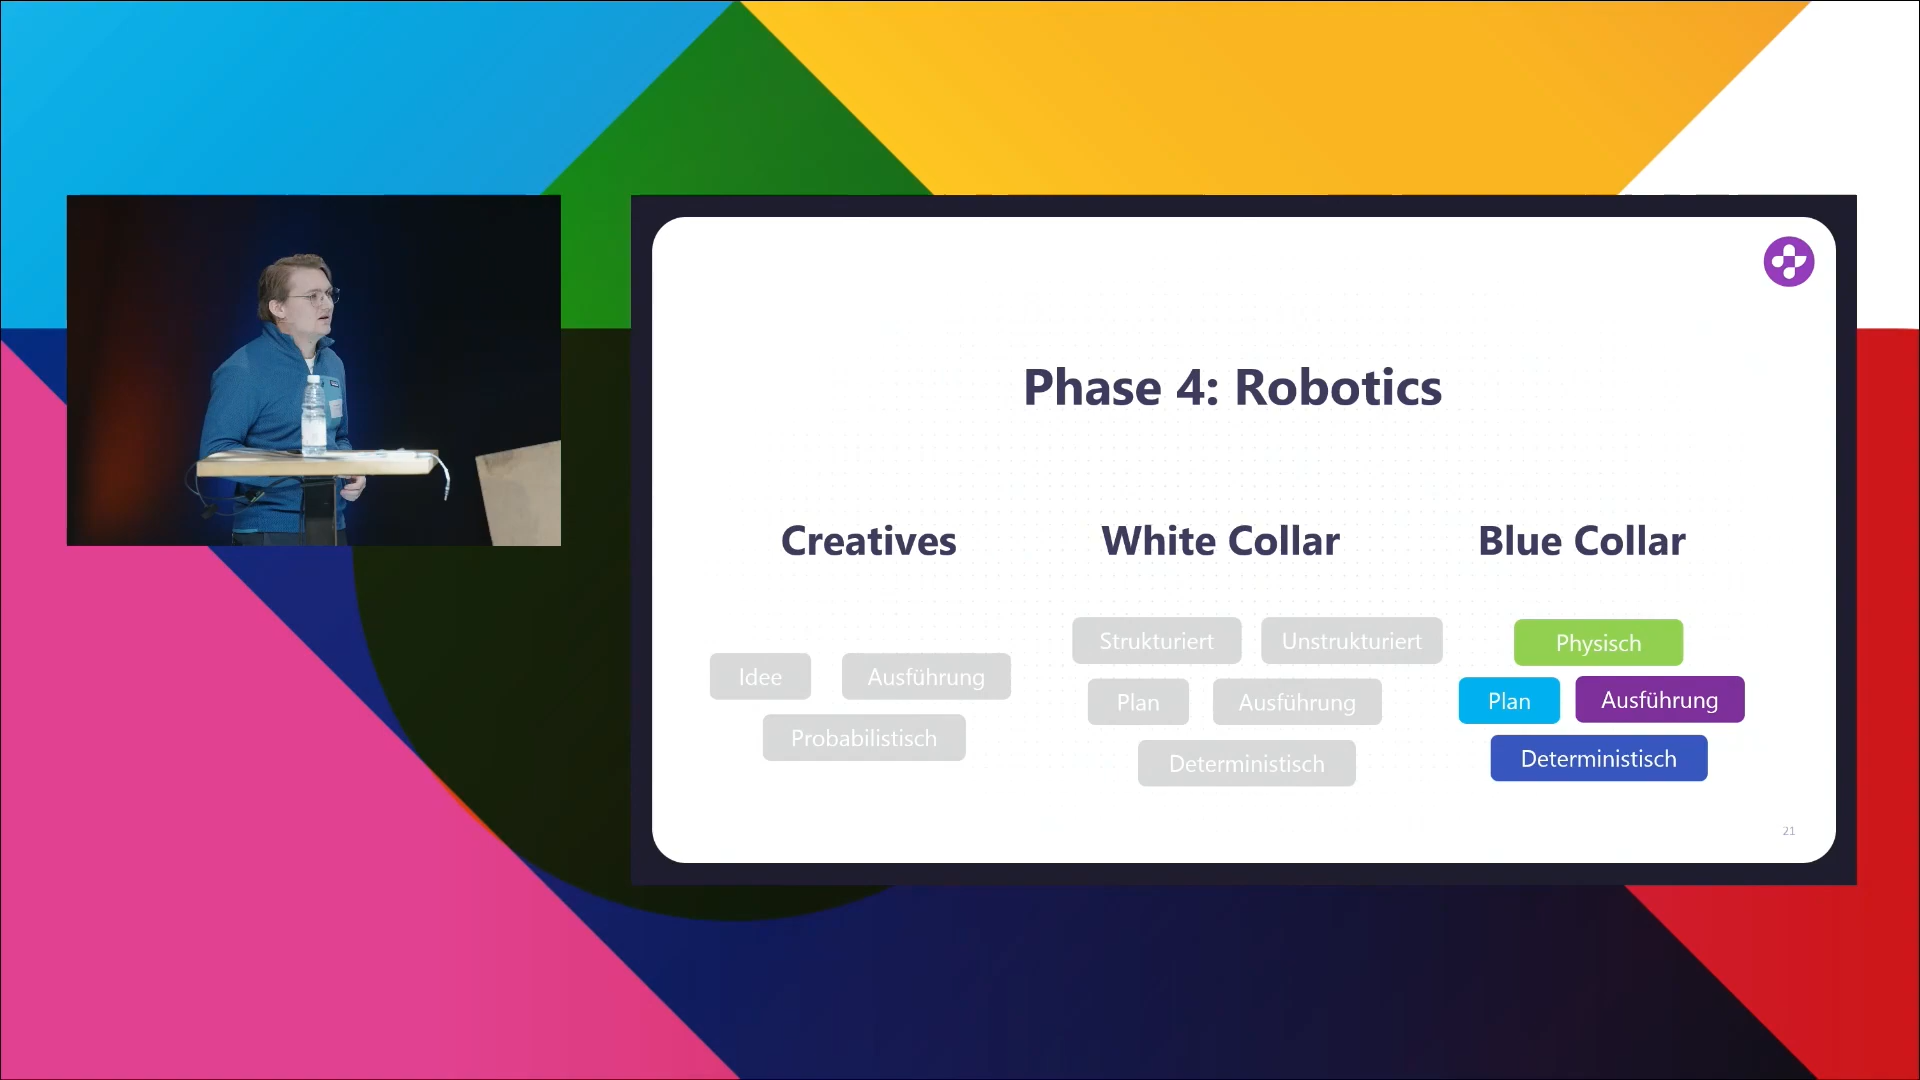 Phase 4: Robotics
Creatives
Idee Ausführung
Probabilistisch
White Collar
Strukturiert Unstrukturiert
Plan Ausführung
Deterministisch
Blue Collar
Physisch
Plan Ausführung
Deterministisch
21